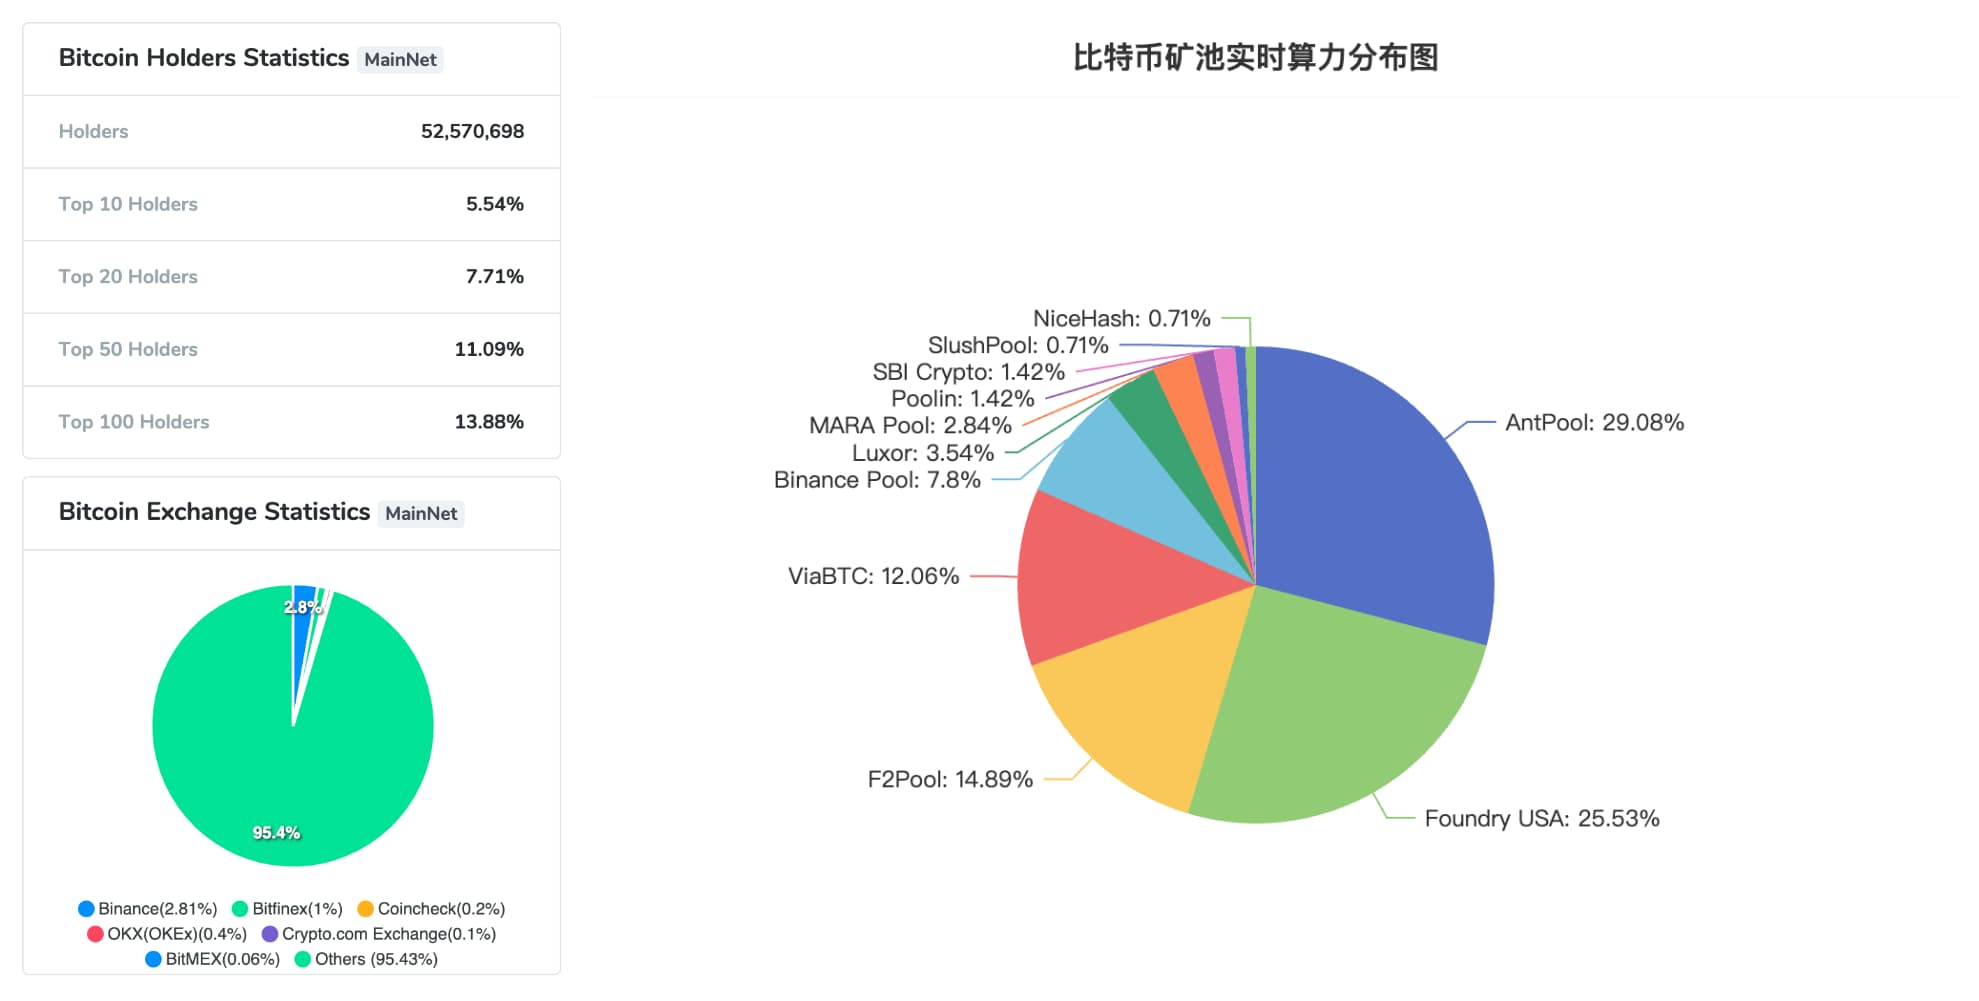 Bitcoin Holders Statistics MainNet
Holders 52,570,698
Top 10 Holders 5.54%
Top 20 Holders 7.71%
Top 50 Holders 11.09%
Top 100 Holders 13.88%
Bitcoin Exchange Statistics MainNet
2.8%
95.4%
Binance(2.81%) Bitfinex(1%) Coincheck(0.2%)
OKX(OKEx)(0.4%) Crypto.com Exchange(0.1%)
BitMEX(0.06%) Others (95.43%)
比特币矿池实时算力分布图
NiceHash: 0.71%
SlushPool: 0.71%
SBI Crypto: 1.42%
Poolin: 1.42%
MARA Pool: 2.84%
Luxor: 3.54%
Binance Pool: 7.8%
ViaBTC: 12.06%
F2Pool: 14.89%
AntPool: 29.08%
Foundry USA: 25.53%